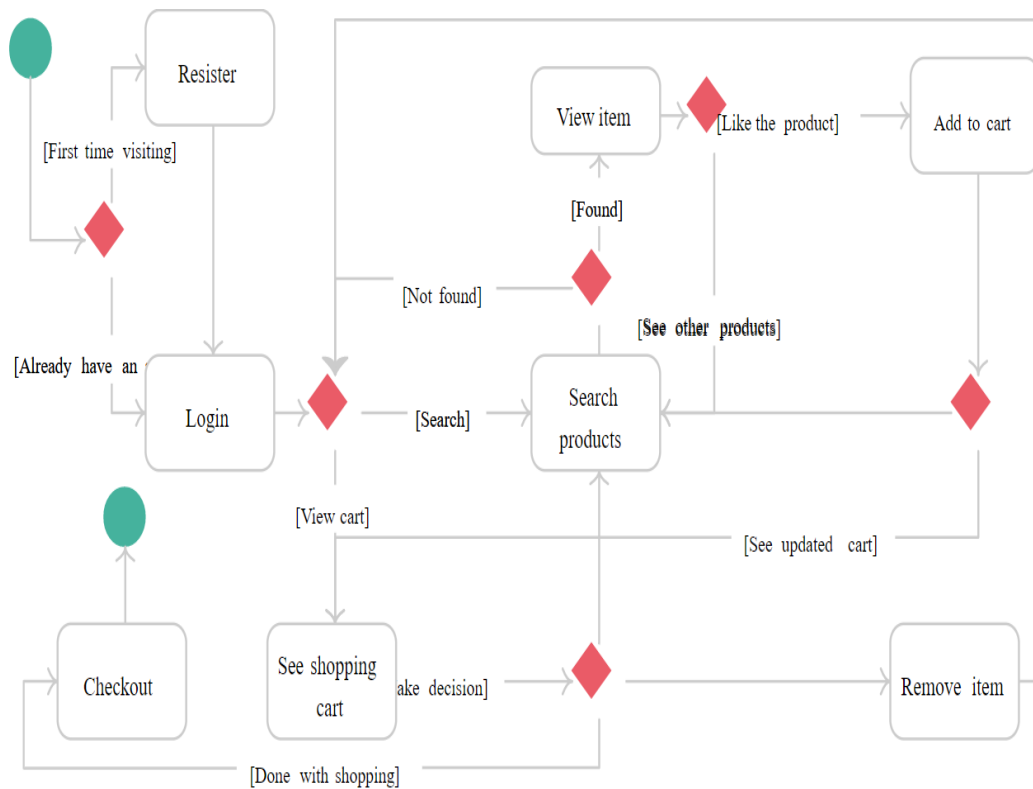 Resister
View item
[Like the product]
Add to cart
[First time visiting]
[Found]
[Not found]
[See other products]
[Already have an
Login
[Search]
Search
products
[View cart]
[See updated cart]
Checkout
See shopping
cart
decision]
Remove item
[Done with shopping]